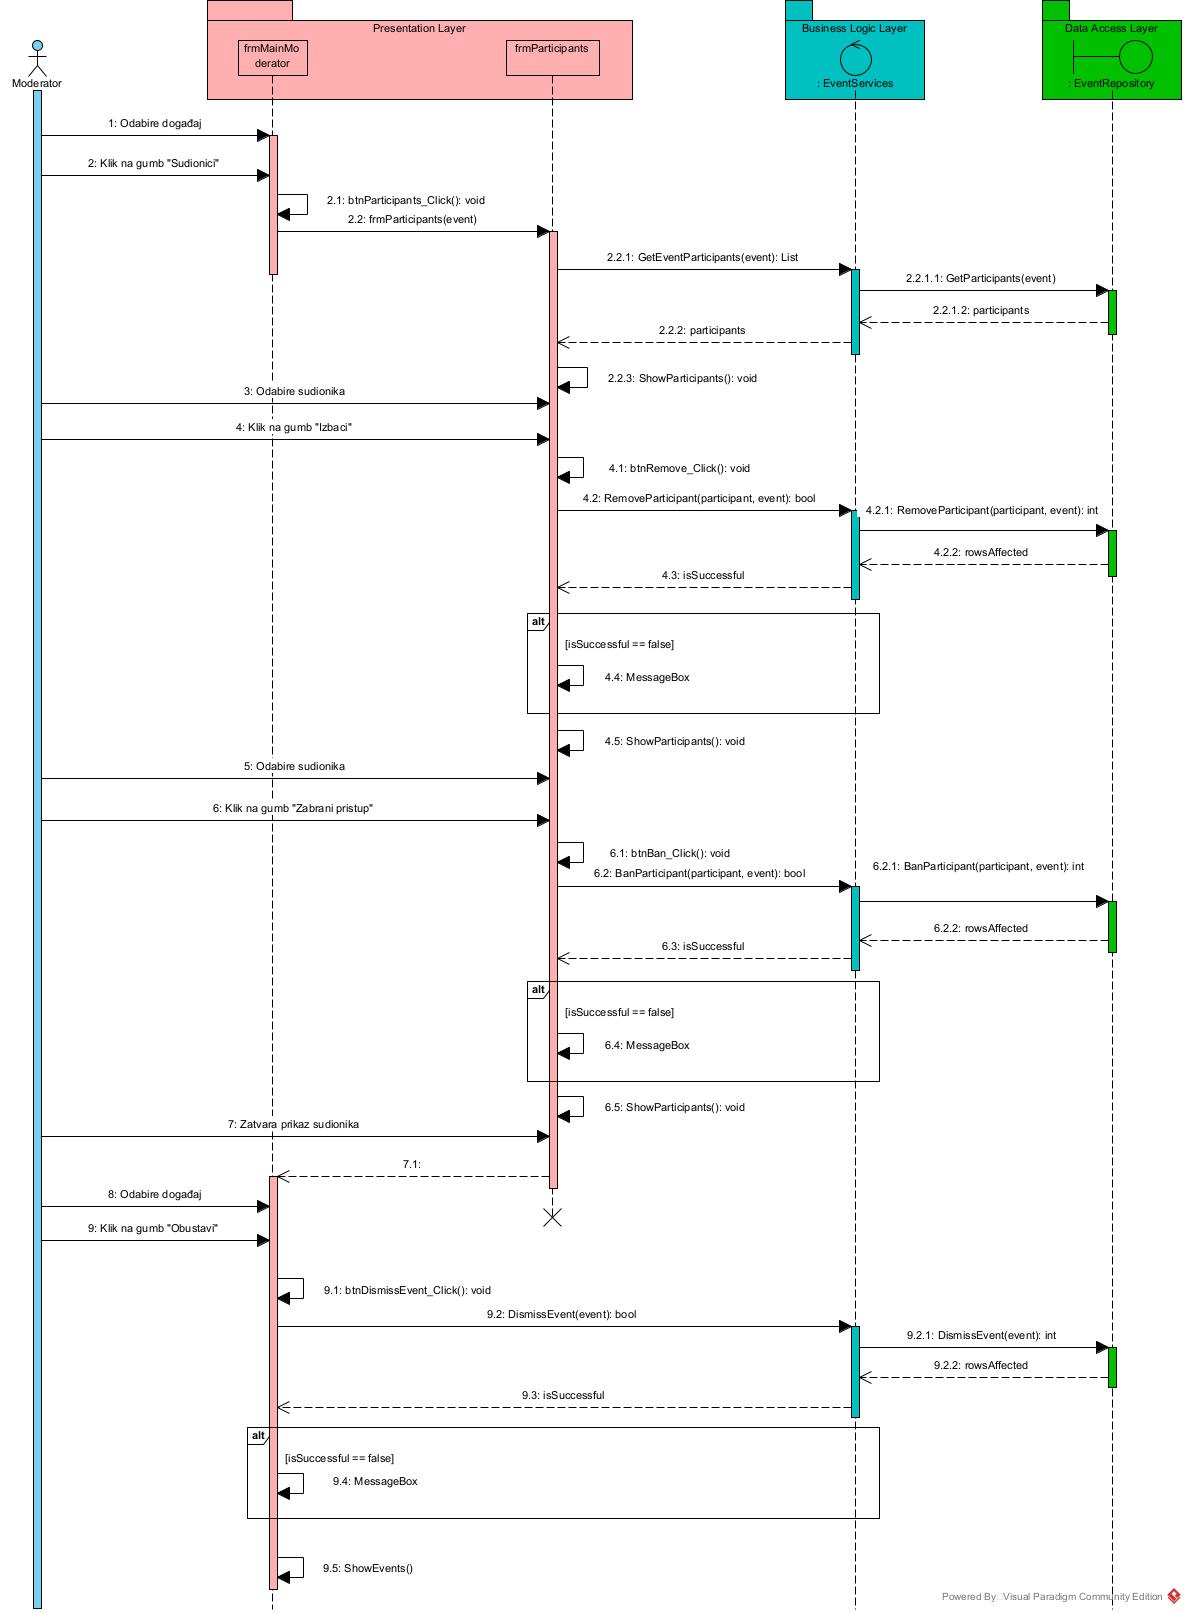 Presentation Layer
Business Logic Layer
Data Access Layer
frmMainMo
derator
frmParticipants
Moderator
: EventServices
: EventRepository
1: Odabire događaj
2: Klik na gumb "Sudionici"
2.1: btnParticipants_Click(): void
2.2: frmParticipants(event)
2.2.1: GetEventParticipants(event): List
2.2.1.1: GetParticipants(event)
2.2.1.2: participants
2.2.2: participants
2.2.3: ShowParticipants(): void
3: Odabire sudionika
4: Klik na gumb "Izbaci"
4.1: btnRemove_Click(): void
4.2: RemoveParticipant(participant, event): bool
4.2.1: RemoveParticipant(participant, event): int
4.2.2: rowsAffected
4.3: isSuccessful
alt
[isSuccessful == false]
4.4: MessageBox
4.5: ShowParticipants(): void
5: Odabire sudionika
6: Klik na gumb "Zabrani pristup"
6.1: btnBan_Click(): void
6.2: BanParticipant(participant, event): bool
6.2.1: BanParticipant(participant, event): int
6.2.2: rowsAffected
6.3: isSuccessful
alt
[isSuccessful == false]
6.4: MessageBox
6.5: ShowParticipants(): void
7: Zatvara prikaz sudionika
7.1:
8: Odabire događaj
9: Klik na gumb "Obustavi"
9.1: btnDismissEvent_Click(): void
9.2: DismissEvent(event): bool
9.2.1: DismissEvent(event): int
9.2.2: rowsAffected
9.3: isSuccessful
alt
[isSuccessful == false]
9.4: MessageBox
9.5: ShowEvents()
Powered By Visual Paradigm Community Edition